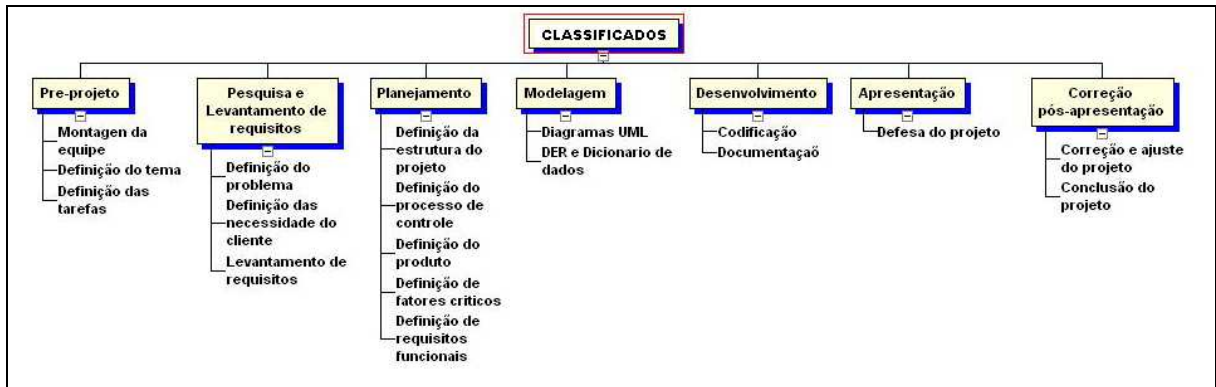 CLASSIFICADOS
Pre-projeto
Montagen da
equipe
Definição do tema
Definição das
tarefas
Pesquisa e
Levantamento de
requisitos
Definição do
problema
Definição das
necessidade do
cliente
Levantamento de
requisitos
Planejamento
Definição da
estrutura do
projeto
Definição do
processo de
controle
Definição do
produto
Definição de
fatores criticos
Definição de
requisitos
funcionais
Modelagem
Diagramas UML
DER e Dicionario de
dados
Desenvolvimento
Codificação
Documentaçaõ
Apresentação
Defesa do projeto
Correção
pós-apresentação
Correção e ajuste
do projeto
Conclusão do
projeto